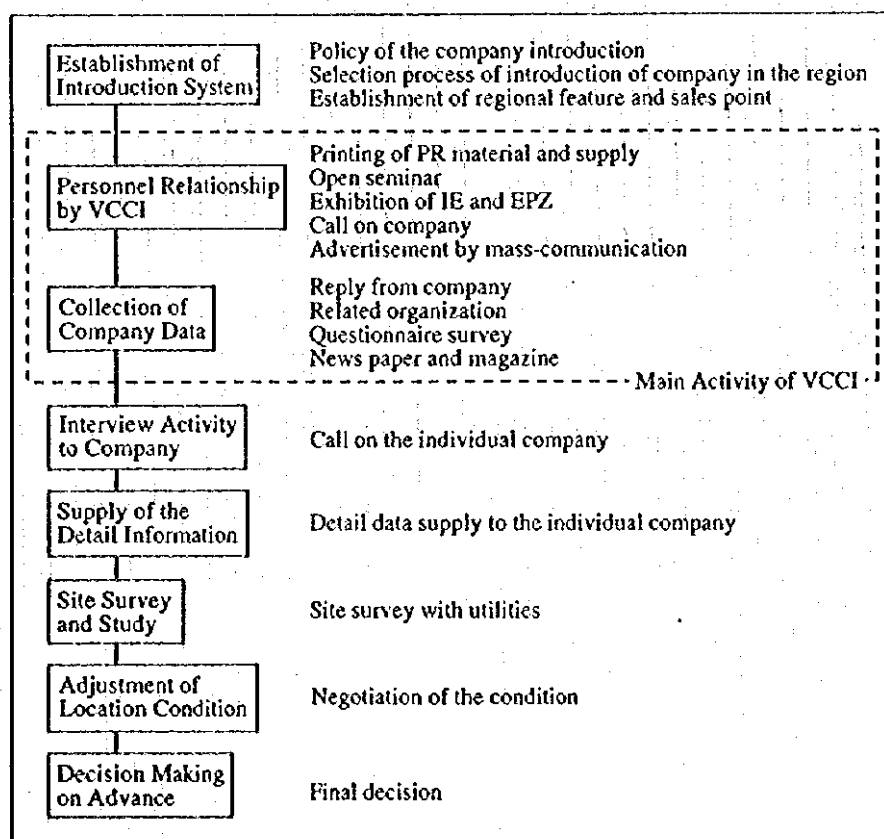 Establishment of
Introduction System
Policy of the company introduction
Selection process of introduction of company in the region
Establishment of regional feature and sales point
Personnel Relationship
by VCCI
Printing of PR material and supply
Open seminar
Exhibition of IE and EPZ
Call on company
Advertisement by mass-communication
Collection of
Company Data
Reply from company
Related organization
Questionnaire survey
News paper and magazine
Main Activity of VCCI
Interview Activity
to Company
Call on the individual company
Supply of the
Detail Information
Detail data supply to the individual company
Site Survey
and Study
Site survey with utilities
Adjustment of
Location Condition
Negotiation of the condition
Decision Making
on Advance
Final decision